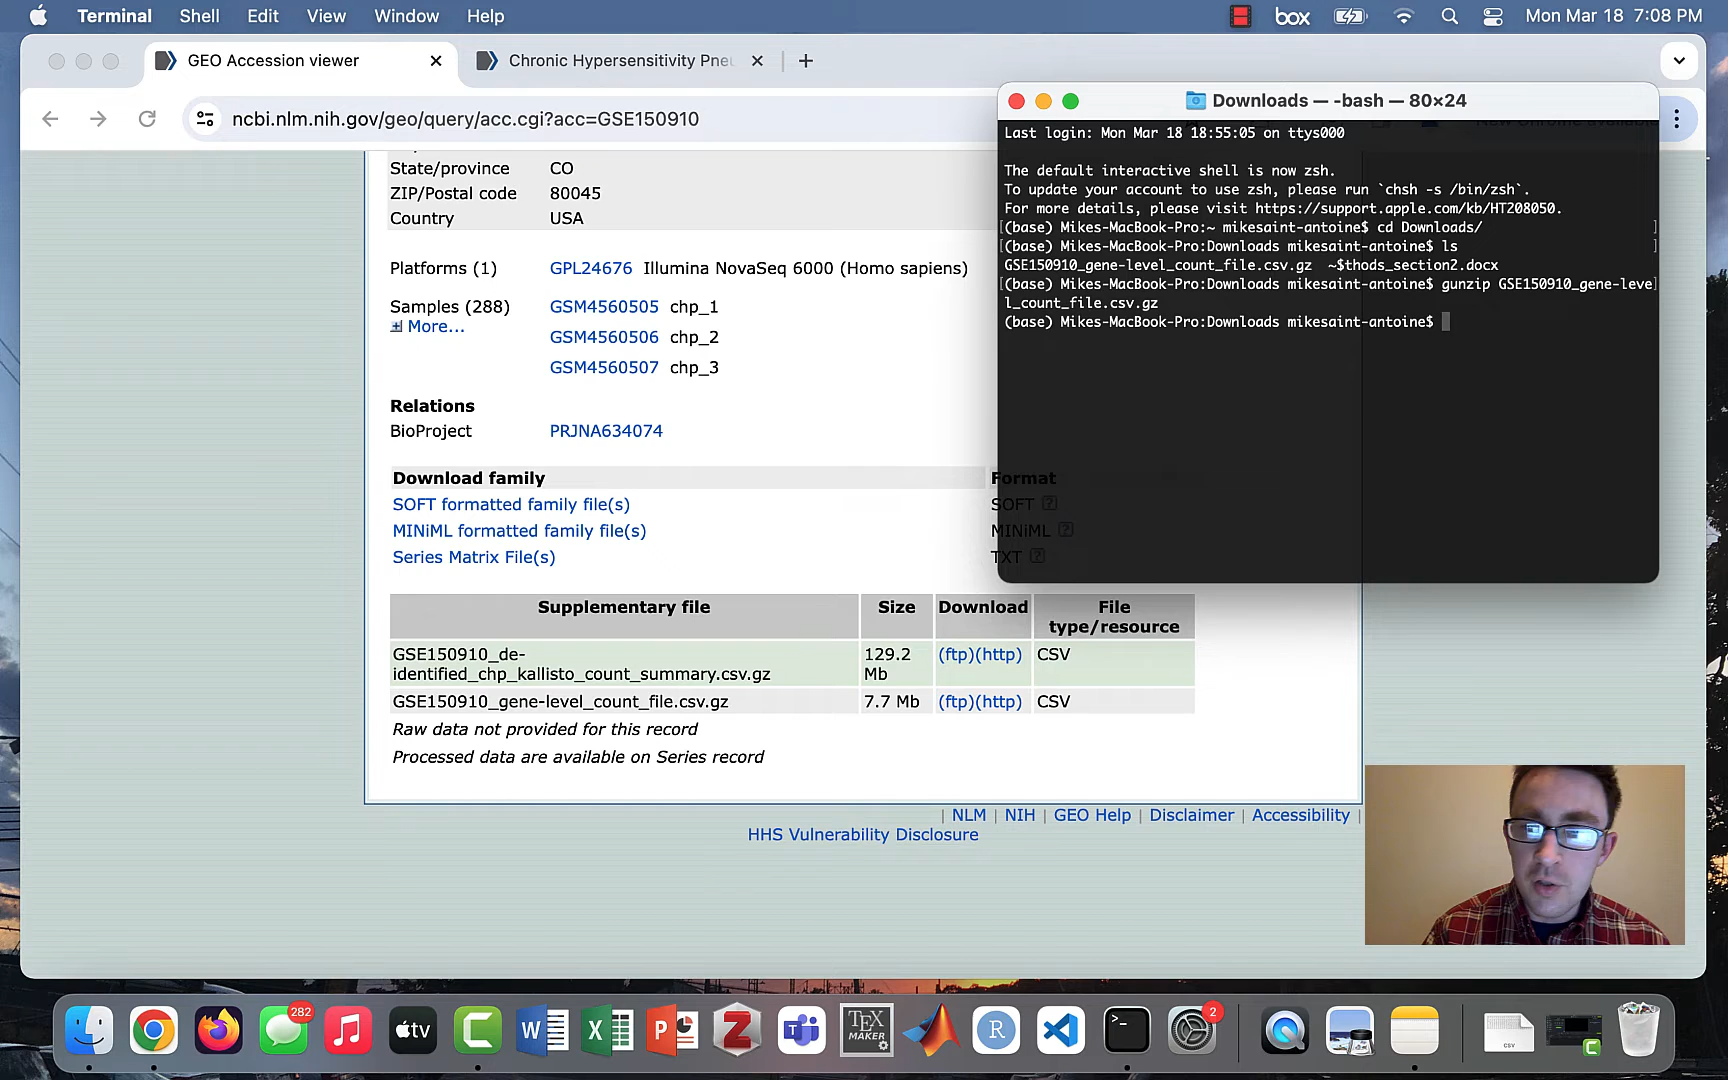 Terminal Shell Edit View Window Help box Mon Mar 18 7:08 PM
GEO Accession viewer Chronic Hypersensitivity Pneu
ncbi.nlm.nih.gov/geo/query/acc.cgi?acc=GSE150910
State/province CO
ZIP/Postal code 80045
Country USA
Platforms (1) GPL24676 Illumina NovaSeq 6000 (Homo sapiens)
Samples (288) GSM4560505 chp_1
More...
GSM4560506 chp_2
GSM4560507 chp_3
Relations
BioProject PRJNA634074
Download family Format
SOFT formatted family file(s) SOFT ?
MINiML formatted family file(s) MINiML ?
Series Matrix File(s) TXT ?
Supplementary file Size Download File
type/resource
GSE150910_de- 129.2 (ftp)(http) CSV
identified_chp_kallisto_count_summary.csv.gz Mb
GSE150910_gene-level_count_file.csv.gz 7.7 Mb (ftp)(http) CSV
Raw data not provided for this record
Processed data are available on Series record
| NLM | NIH | GEO Help | Disclaimer | Accessibility |
HHS Vulnerability Disclosure
Downloads — -bash — 80×24
Last login: Mon Mar 18 18:55:05 on ttys000
The default interactive shell is now zsh.
To update your account to use zsh, please run `chsh -s /bin/zsh`.
For more details, please visit https://support.apple.com/kb/HT208050.
[(base) Mikes-MacBook-Pro:~ mikesaint-antoine$ cd Downloads/ ]
[(base) Mikes-MacBook-Pro:Downloads mikesaint-antoine$ ls ]
GSE150910_gene-level_count_file.csv.gz ~$thods_section2.docx
[(base) Mikes-MacBook-Pro:Downloads mikesaint-antoine$ gunzip GSE150910_gene-leve]
l_count_file.csv.gz
(base) Mikes-MacBook-Pro:Downloads mikesaint-antoine$
282
tv
W
X
P
Z
T
TEX
MAKER
R
>_
2
CSV